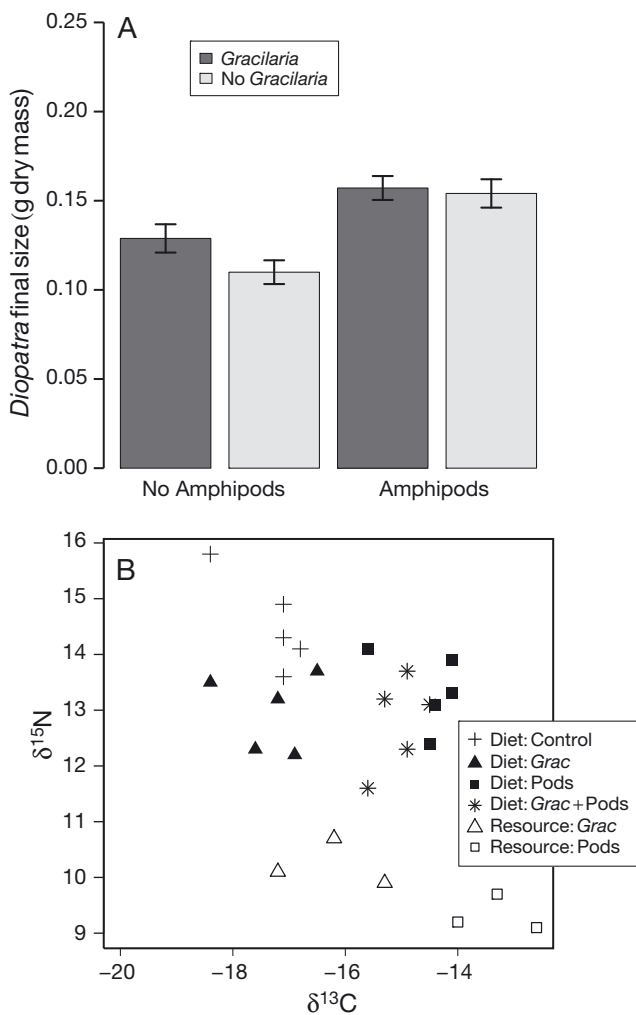 A
Gracilaria
No Gracilaria
Diopatra final size (g dry mass)
0.25
0.20
0.15
0.10
0.05
0.00
No Amphipods
Amphipods
B
δ15N
16
15
14
13
12
11
10
9
Diet: Control
Diet: Grac
Diet: Pods
Diet: Grac+Pods
Resource: Grac
Resource: Pods
−20
−18
−16
−14
δ13C